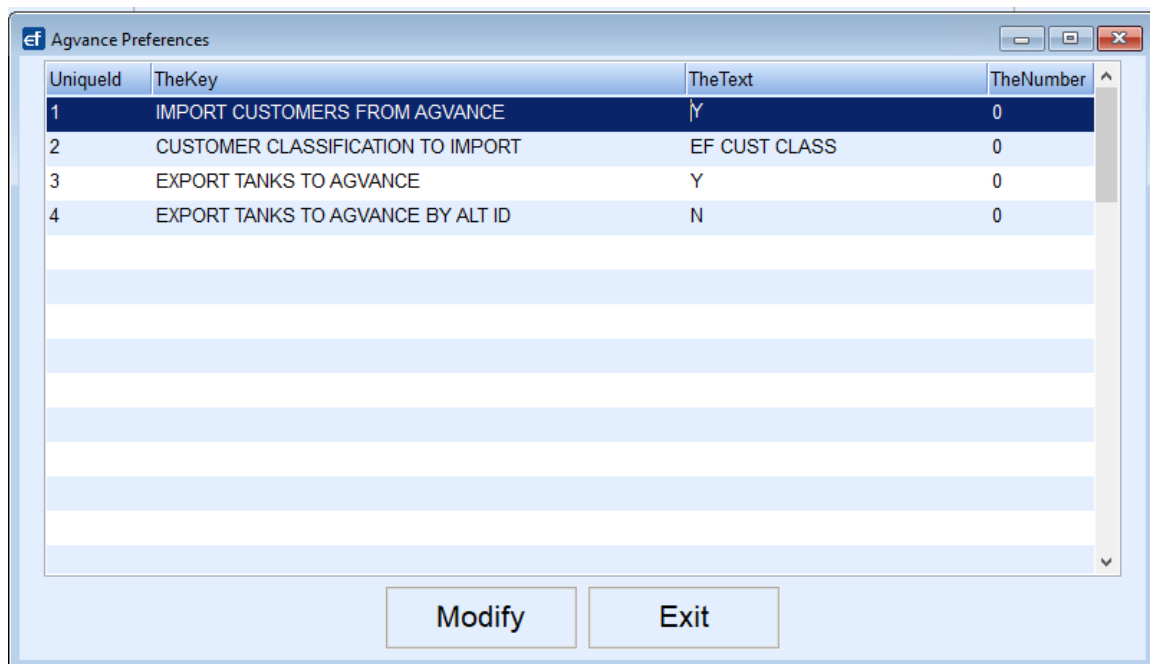 ef Agvance Preferences
UniqueId TheKey TheText TheNumber
1 IMPORT CUSTOMERS FROM AGVANCE Y 0
2 CUSTOMER CLASSIFICATION TO IMPORT EF CUST CLASS 0
3 EXPORT TANKS TO AGVANCE Y 0
4 EXPORT TANKS TO AGVANCE BY ALT ID N 0
Modify Exit